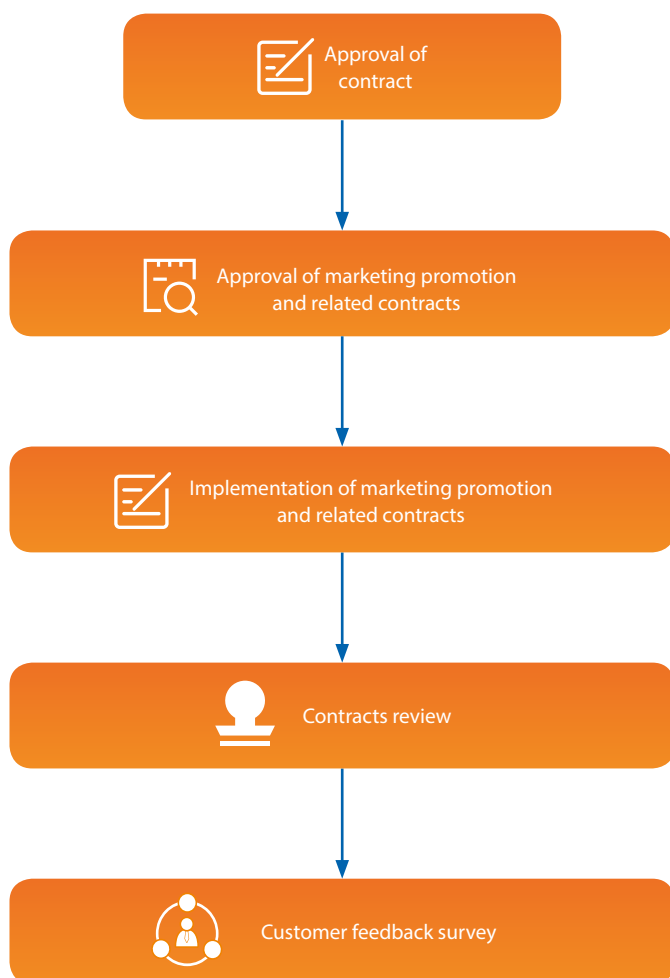 Approval of
contract
Approval of marketing promotion
and related contracts
Implementation of marketing promotion
and related contracts
Contracts review
Customer feedback survey